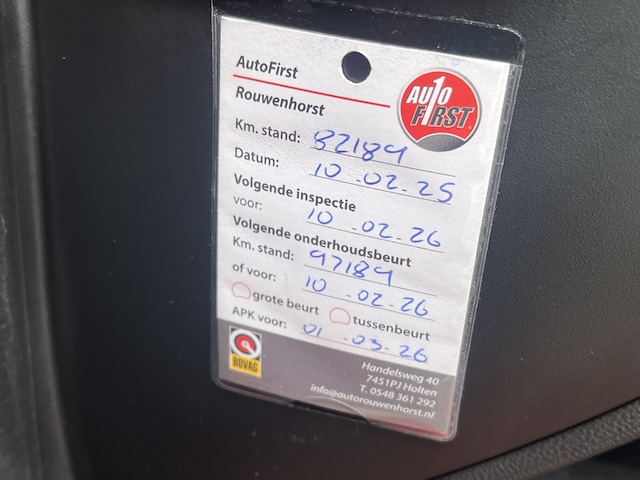 AutoFirst
Rouwenhorst
AUTO
FIRST
Km. stand: 82189
Datum: 10-02-25
Volgende inspectie
voor: 10-02-26
Volgende onderhoudsbeurt
Km. stand: 97189
of voor: 10-02-26
grote beurt tussenbeurt
APK voor: 01-03-26
BOVAG
Handelsweg 40
7451PJ Holten
T. 0548 361 292
info@autorouwenhorst.nl